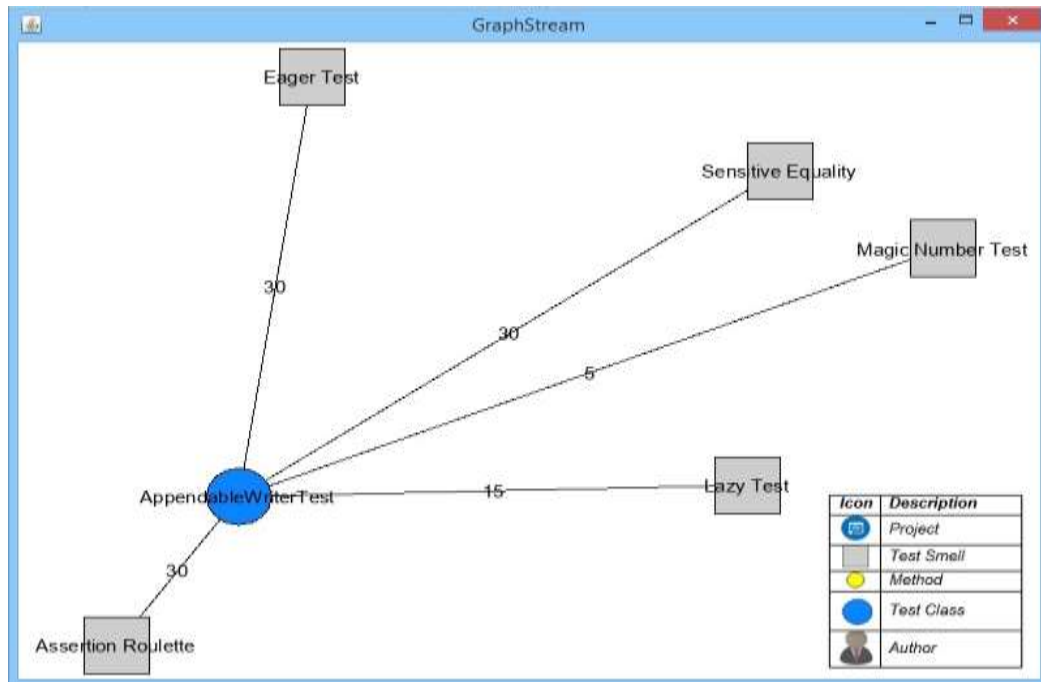 GraphStream
Eager Test
Sensitive Equality
Magic Number Test
30
30
5
AppendableWriterTest
15
Lazy Test
30
Assertion Roulette
Icon Description
Project
Test Smell
Method
Test Class
Author